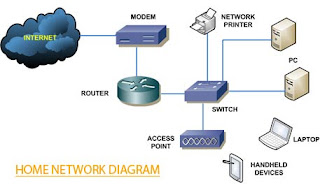 INTERNET
MODEM
NETWORK
PRINTER
PC
ROUTER
SWITCH
ACCESS
POINT
LAPTOP
HANDHELD
DEVICES
HOME NETWORK DIAGRAM